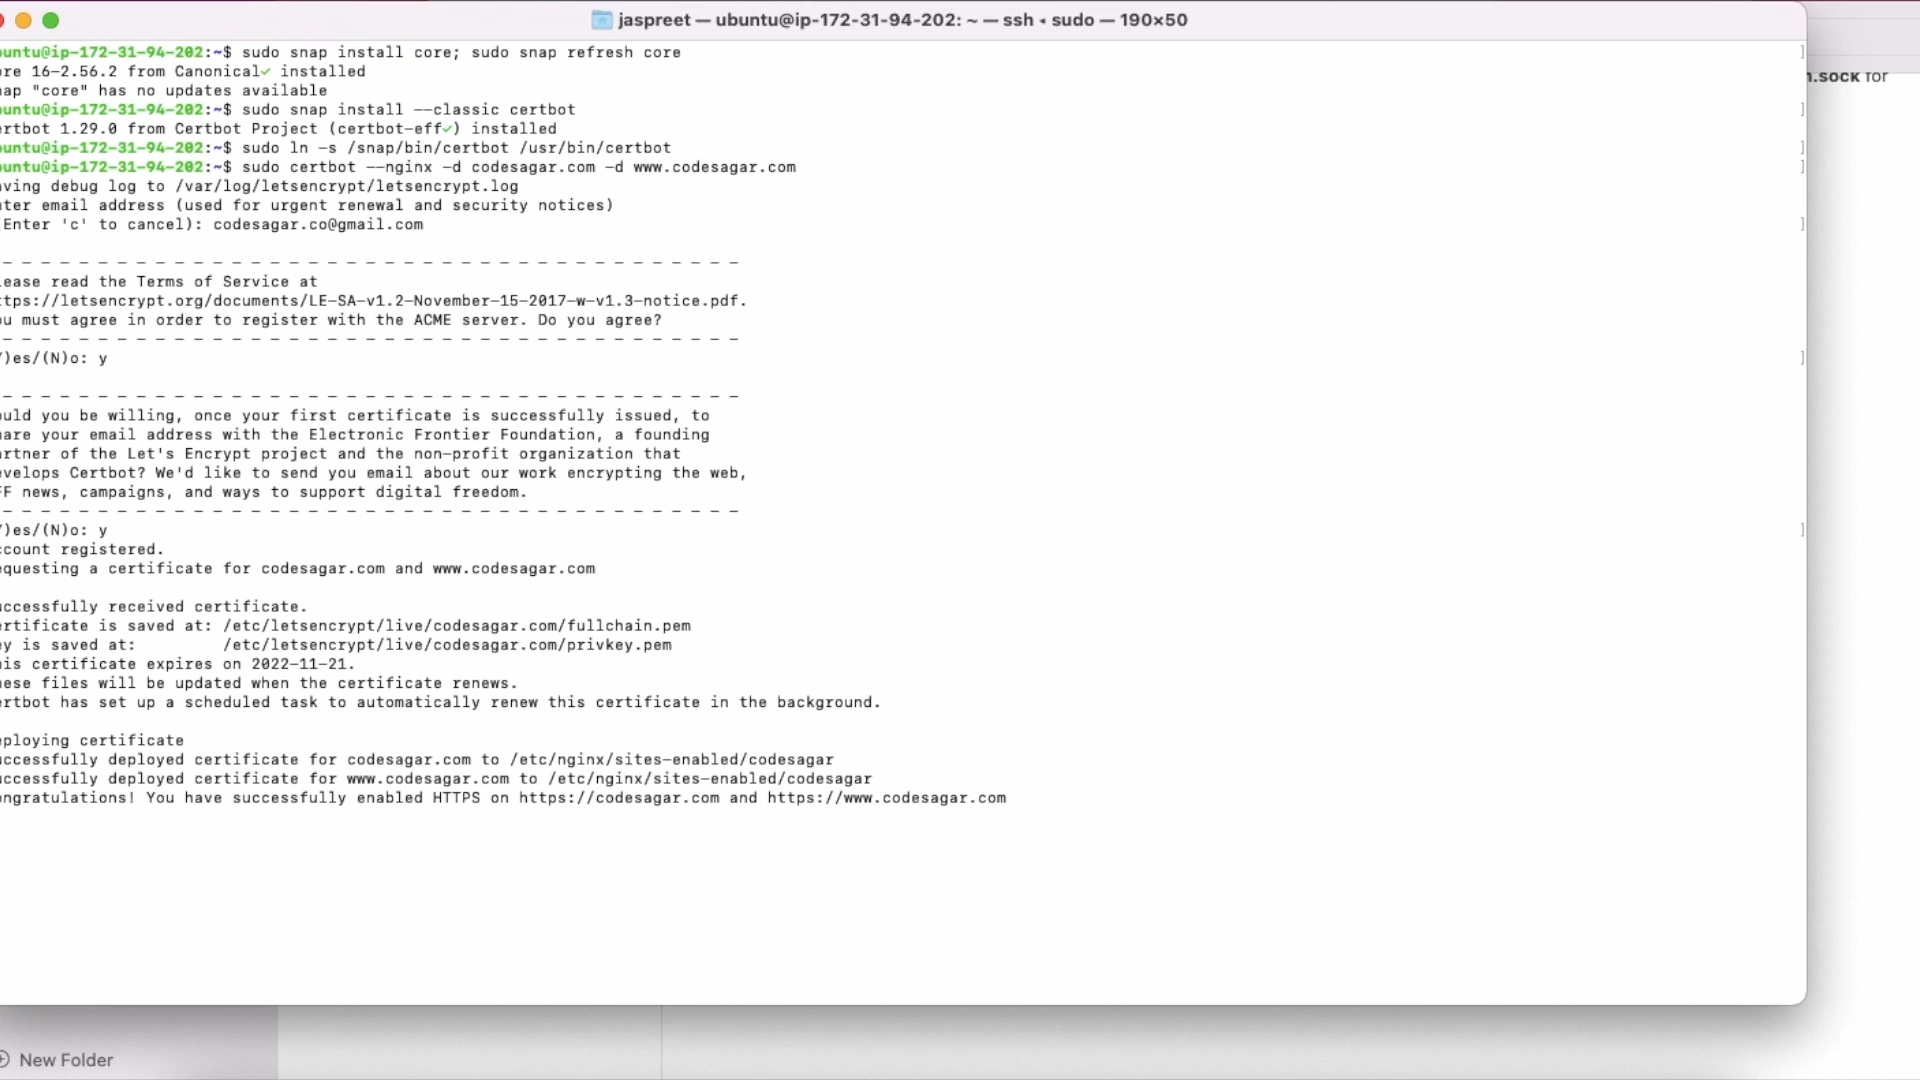 jaspreet — ubuntu@ip-172-31-94-202: ~ — ssh ◂ sudo — 190×50
untu@ip-172-31-94-202:~$ sudo snap install core; sudo snap refresh core
re 16-2.56.2 from Canonical✓ installed
ap "core" has no updates available
untu@ip-172-31-94-202:~$ sudo snap install --classic certbot
rtbot 1.29.0 from Certbot Project (certbot-eff✓) installed
untu@ip-172-31-94-202:~$ sudo ln -s /snap/bin/certbot /usr/bin/certbot
untu@ip-172-31-94-202:~$ sudo certbot --nginx -d codesagar.com -d www.codesagar.com
ving debug log to /var/log/letsencrypt/letsencrypt.log
ter email address (used for urgent renewal and security notices)
Enter 'c' to cancel): codesagar.co@gmail.com
- - - - - - - - - - - - - - - - - - - - - - - - - - - - - - - - - - - - - - -
ease read the Terms of Service at
tps://letsencrypt.org/documents/LE-SA-v1.2-November-15-2017-w-v1.3-notice.pdf.
u must agree in order to register with the ACME server. Do you agree?
- - - - - - - - - - - - - - - - - - - - - - - - - - - - - - - - - - - - - - -
)es/(N)o: y
- - - - - - - - - - - - - - - - - - - - - - - - - - - - - - - - - - - - - - -
uld you be willing, once your first certificate is successfully issued, to
are your email address with the Electronic Frontier Foundation, a founding
rtner of the Let's Encrypt project and the non-profit organization that
velops Certbot? We'd like to send you email about our work encrypting the web,
F news, campaigns, and ways to support digital freedom.
- - - - - - - - - - - - - - - - - - - - - - - - - - - - - - - - - - - - - - -
)es/(N)o: y
count registered.
questing a certificate for codesagar.com and www.codesagar.com
ccessfully received certificate.
rtificate is saved at: /etc/letsencrypt/live/codesagar.com/fullchain.pem
y is saved at: /etc/letsencrypt/live/codesagar.com/privkey.pem
is certificate expires on 2022-11-21.
ese files will be updated when the certificate renews.
rtbot has set up a scheduled task to automatically renew this certificate in the background.
ploying certificate
ccessfully deployed certificate for codesagar.com to /etc/nginx/sites-enabled/codesagar
ccessfully deployed certificate for www.codesagar.com to /etc/nginx/sites-enabled/codesagar
ngratulations! You have successfully enabled HTTPS on https://codesagar.com and https://www.codesagar.com
.sock for
New Folder